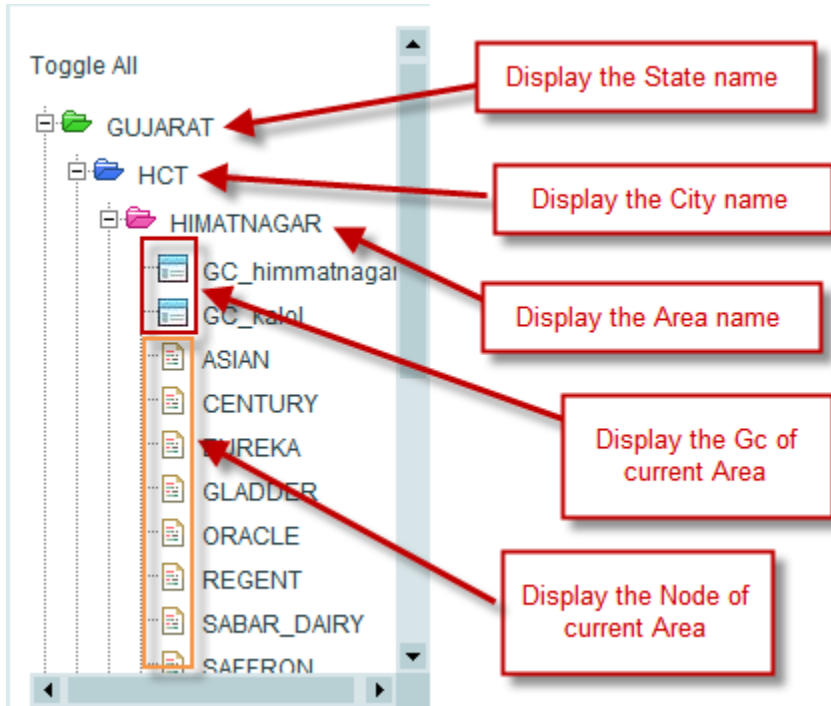 Toggle All
Display the State name
GUJARAT
HCT
Display the City name
HIMATNAGAR
GC_himmatnagar
GC_kalol
Display the Area name
ASIAN
CENTURY
EUREKA
Display the Gc of
current Area
GLADDER
ORACLE
REGENT
SABAR_DAIRY
Display the Node of
current Area
SAFFRON